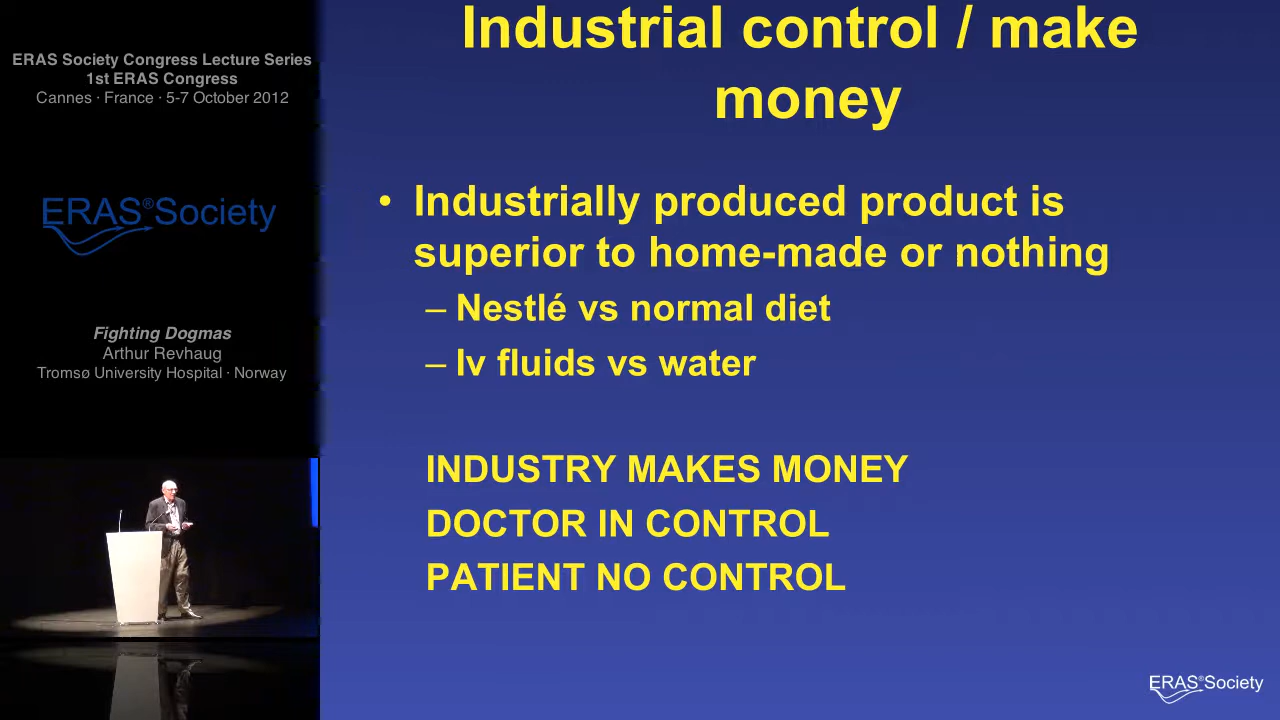 ERAS Society Congress Lecture Series
1st ERAS Congress
Cannes · France · 5-7 October 2012
ERAS®Society
Fighting Dogmas
Arthur Revhaug
Tromsø University Hospital · Norway
Industrial control / make
money
• Industrially produced product is
superior to home-made or nothing
– Nestlé vs normal diet
– Iv fluids vs water
INDUSTRY MAKES MONEY
DOCTOR IN CONTROL
PATIENT NO CONTROL
ERAS®Society